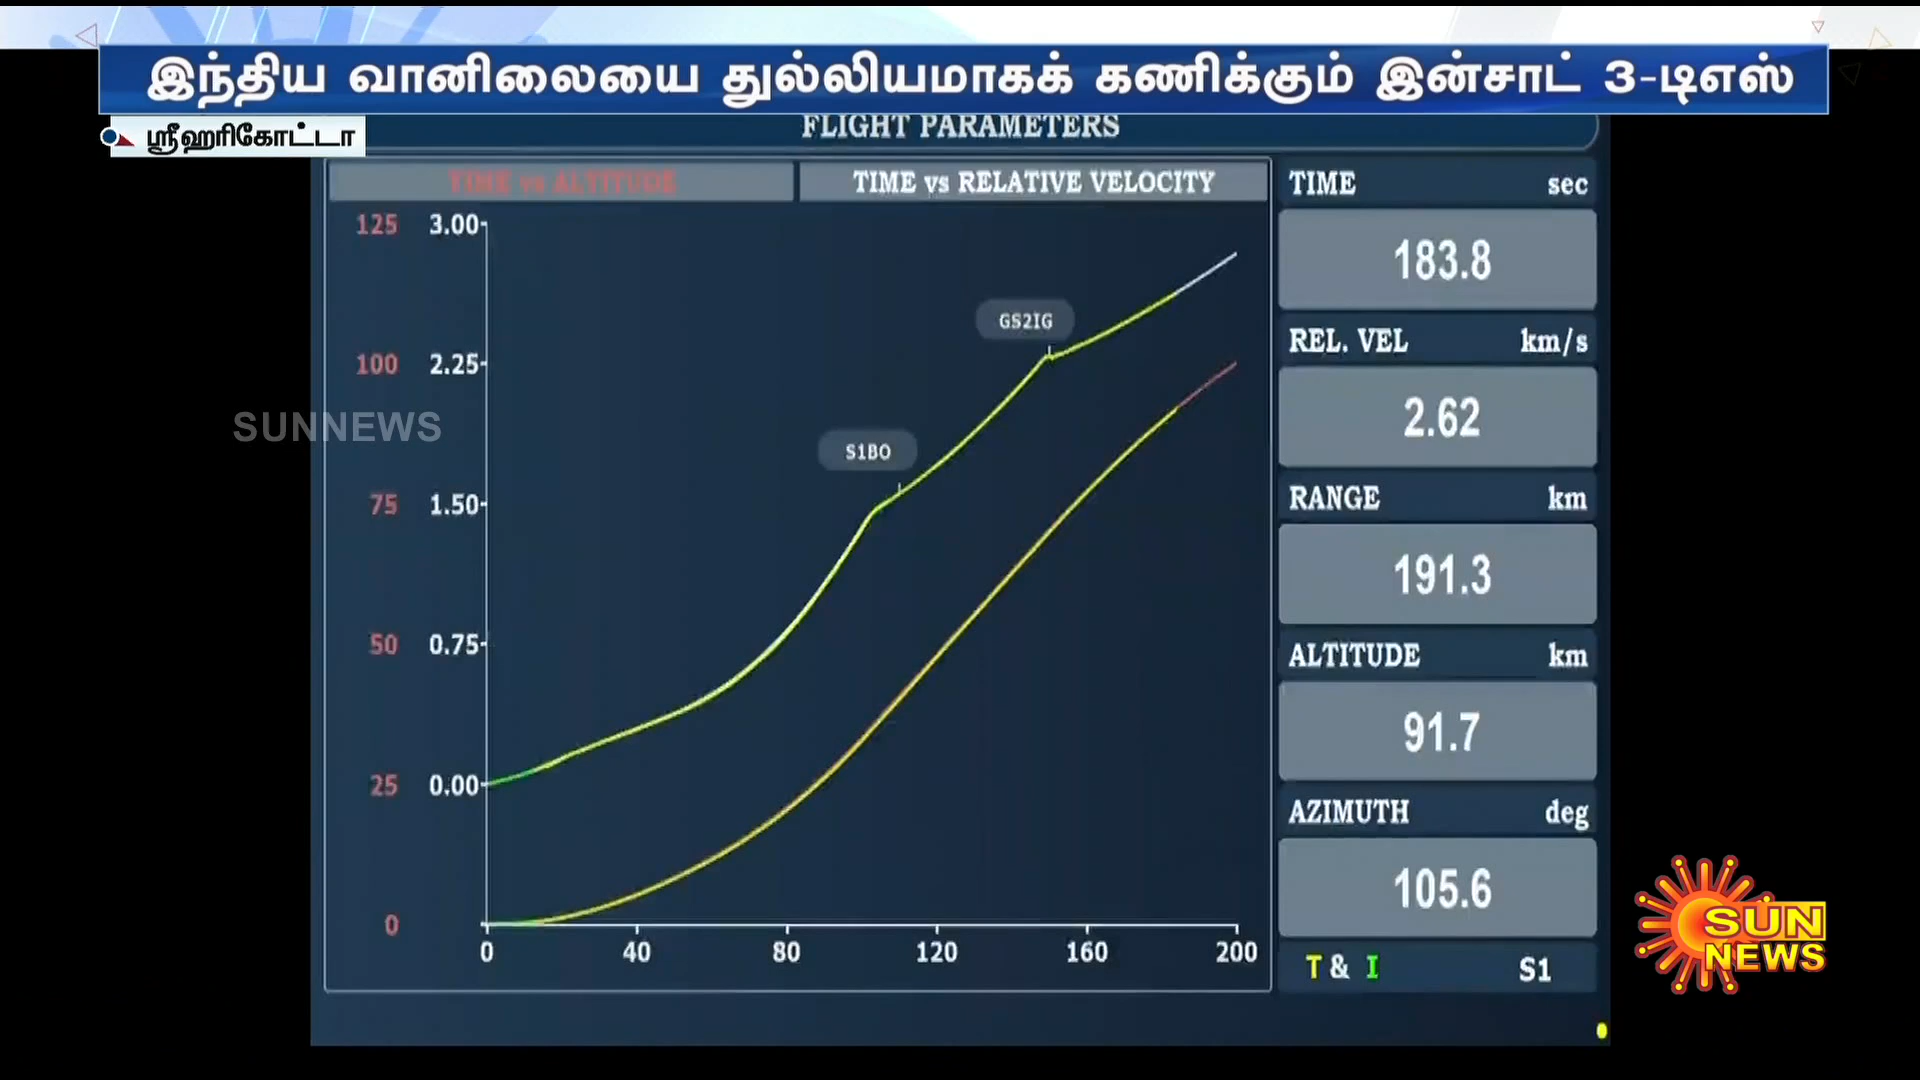 இந்திய வானிலையை துல்லியமாகக் கணிக்கும் இன்சாட் 3-டிஎஸ்
ஸ்ரீஹரிகோட்டா
FLIGHT PARAMETERS
TIME vs ALTITUDE
TIME vs RELATIVE VELOCITY
125 3.00
100 2.25
75 1.50
50 0.75
25 0.00
0
GS2IG
S1BO
0 40 80 120 160 200
SUNNEWS
TIME sec
183.8
REL. VEL km/s
2.62
RANGE km
191.3
ALTITUDE km
91.7
AZIMUTH deg
105.6
T & I S1
SUN
NEWS